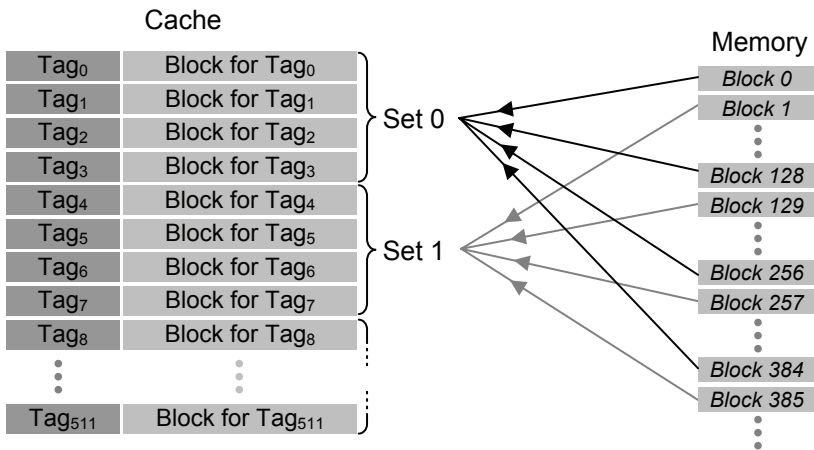 Cache
Memory
Tag₀ Block for Tag₀
Tag₁ Block for Tag₁
Tag₂ Block for Tag₂
Tag₃ Block for Tag₃
Set 0
Tag₄ Block for Tag₄
Tag₅ Block for Tag₅
Tag₆ Block for Tag₆
Tag₇ Block for Tag₇
Set 1
Tag₈ Block for Tag₈
Tag₅₁₁ Block for Tag₅₁₁
Block 0
Block 1
Block 128
Block 129
Block 256
Block 257
Block 384
Block 385